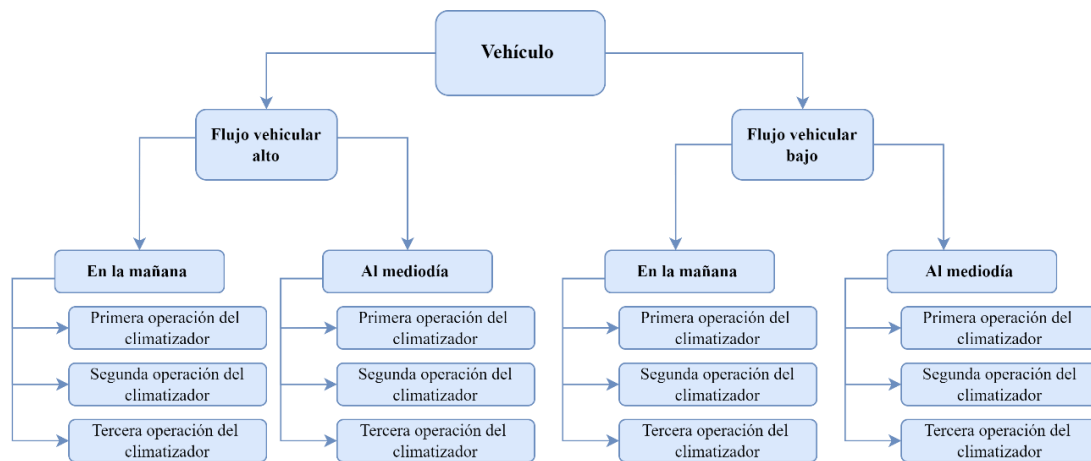 Vehículo
Flujo vehicular
alto
Flujo vehicular
bajo
En la mañana
Primera operación del
climatizador
Segunda operación del
climatizador
Tercera operación del
climatizador
Al mediodía
Primera operación del
climatizador
Segunda operación del
climatizador
Tercera operación del
climatizador
En la mañana
Primera operación del
climatizador
Segunda operación del
climatizador
Tercera operación del
climatizador
Al mediodía
Primera operación del
climatizador
Segunda operación del
climatizador
Tercera operación del
climatizador